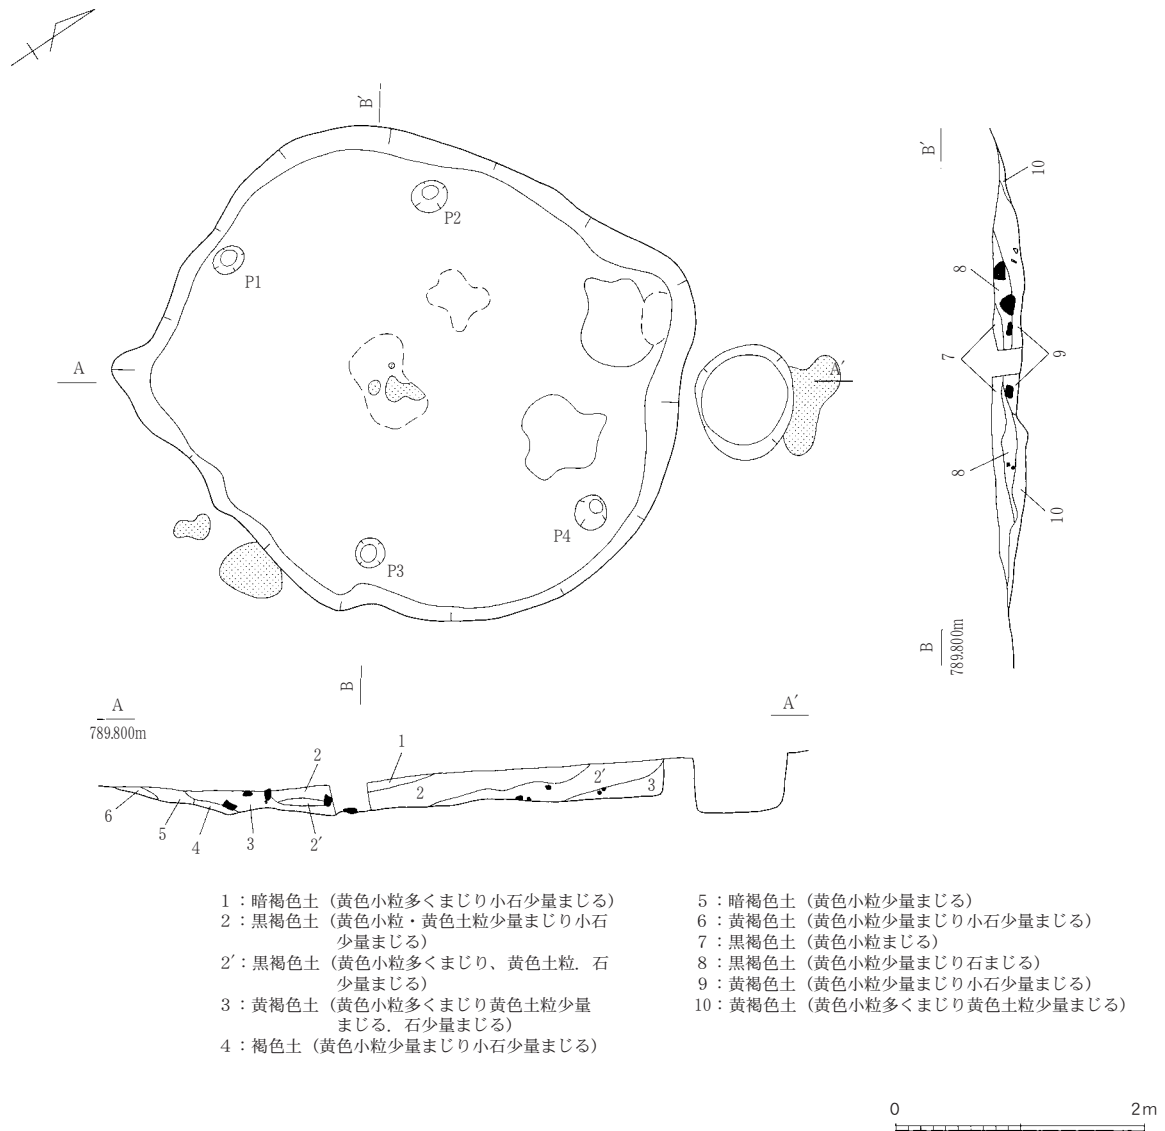 B′
P2
P1
A
A′
P4
P3
B
B′
10
8
7
9
8
10
B
789.800m
A
789.800m
A′
1
2
2
2′
3
6
5
4
3
2′
1：暗褐色土（黄色小粒多くまじり小石少量まじる）
2：黒褐色土（黄色小粒・黄色土粒少量まじり小石
少量まじる）
2′：黒褐色土（黄色小粒多くまじり、黄色土粒．石
少量まじる）
3：黄褐色土（黄色小粒多くまじり黄色土粒少量
まじる．石少量まじる）
4：褐色土（黄色小粒少量まじり小石少量まじる）
5：暗褐色土（黄色小粒少量まじる）
6：黄褐色土（黄色小粒少量まじり小石少量まじる）
7：黒褐色土（黄色小粒まじる）
8：黒褐色土（黄色小粒少量まじり石まじる）
9：黄褐色土（黄色小粒少量まじり小石少量まじる）
10：黄褐色土（黄色小粒多くまじり黄色土粒少量まじる）
0 2m